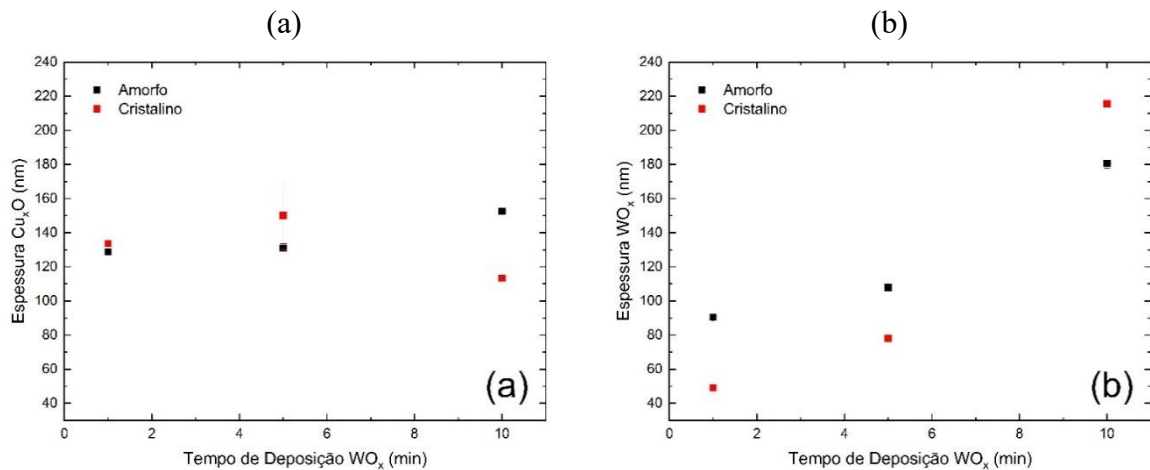 (a)
(b)
240
220
200
180
160
140
120
100
80
60
40
Espessura CuₓO (nm)
Amorfo
Cristalino
(a)
0
2
4
6
8
10
Tempo de Deposição WOₓ (min)
240
220
200
180
160
140
120
100
80
60
40
Espessura WOₓ (nm)
Amorfo
Cristalino
(b)
0
2
4
6
8
10
Tempo de Deposição WOₓ (min)